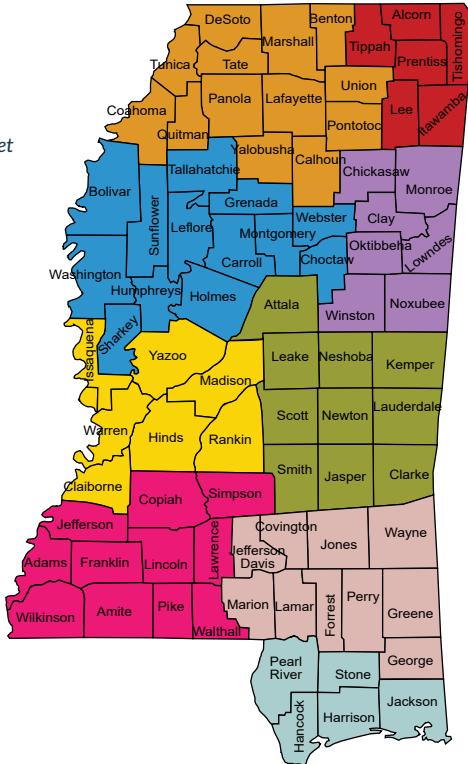 DeSoto
Marshall
Benton
Tippah
Alcorn
Tishomingo
Prentiss
Tunica
Tate
Union
Panola
Lafayette
Coahoma
Quitman
Lee
Itawamba
Pontotoc
et
Yalobusha
Calhoun
Tallahatchie
Chickasaw
Bolivar
Monroe
Grenada
Sunflower
Leflore
Webster
Clay
Montgomery
Oktibbeha
Lowndes
Carroll
Choctaw
Washington
Humphreys
Holmes
Attala
Winston
Noxubee
Issaquena
Sharkey
Yazoo
Leake
Neshoba
Kemper
Madison
Warren
Hinds
Rankin
Scott
Newton
Lauderdale
Claiborne
Copiah
Simpson
Smith
Jasper
Clarke
Jefferson
Lawrence
Covington
Jones
Wayne
Adams
Franklin
Lincoln
Jefferson
Davis
Wilkinson
Amite
Pike
Walthall
Marion
Lamar
Forrest
Perry
Greene
Pearl
River
Stone
George
Hancock
Harrison
Jackson